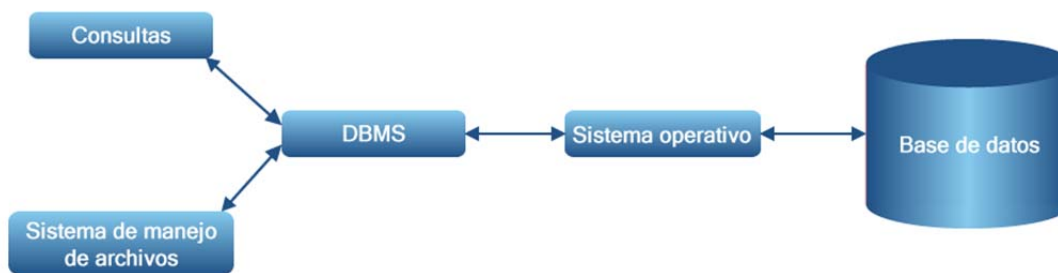 Consultas
DBMS
Sistema operativo
Base de datos
Sistema de manejo
de archivos